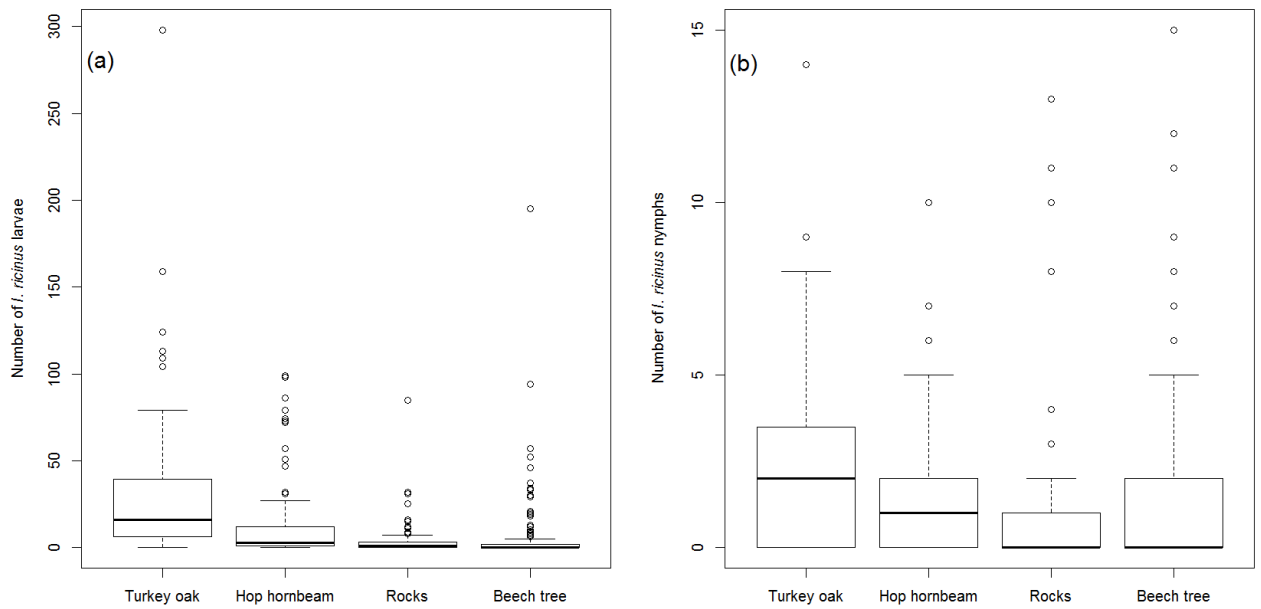 (a)
Number of I. ricinus larvae
300
250
200
150
100
50
0
Turkey oak Hop hornbeam Rocks Beech tree
(b)
Number of I. ricinus nymphs
15
10
5
0
Turkey oak Hop hornbeam Rocks Beech tree